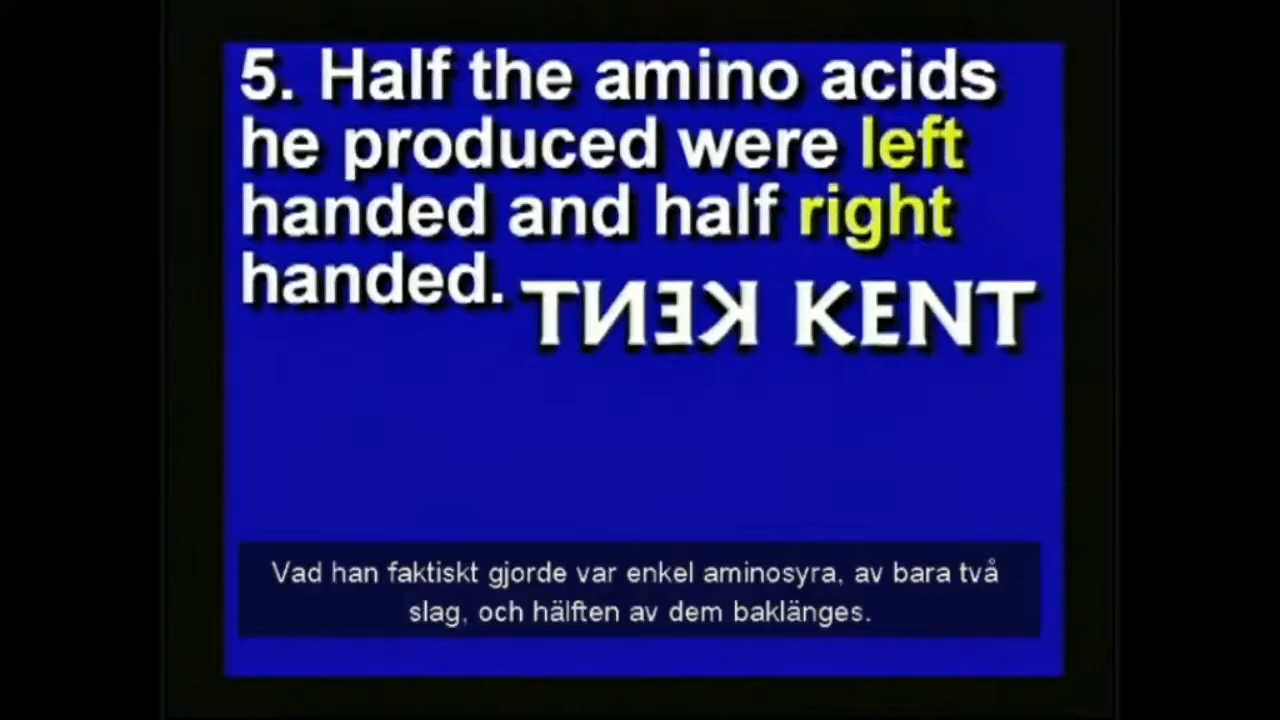 5. Half the amino acids
he produced were left
handed and half right
handed.
TNEK KENT
Vad han faktiskt gjorde var enkel aminosyra, av bara två
slag, och hälften av dem baklänges.